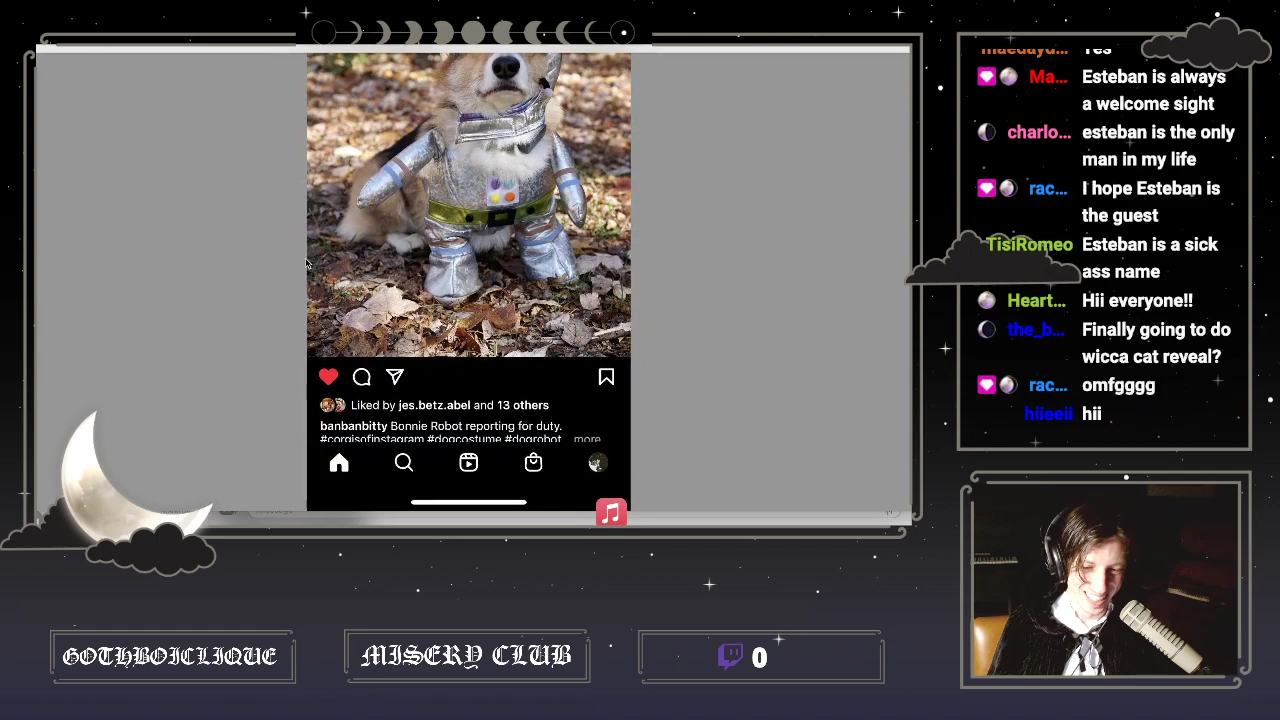 Liked by jes.betz.abel and 13 others
banbanbitty Bonnie Robot reporting for duty.
#corgisofinstagram #dogcostume #dogrobot more
Yes
Ma... Esteban is always
a welcome sight
charlo... esteban is the only
man in my life
rac... I hope Esteban is
the guest
TisiRomeo Esteban is a sick
ass name
Heart... Hii everyone!!
the_b... Finally going to do
wicca cat reveal?
rac... omfgggg
hiieeii hii
GOTHBOICLIQUE
MISERY CLUB
0